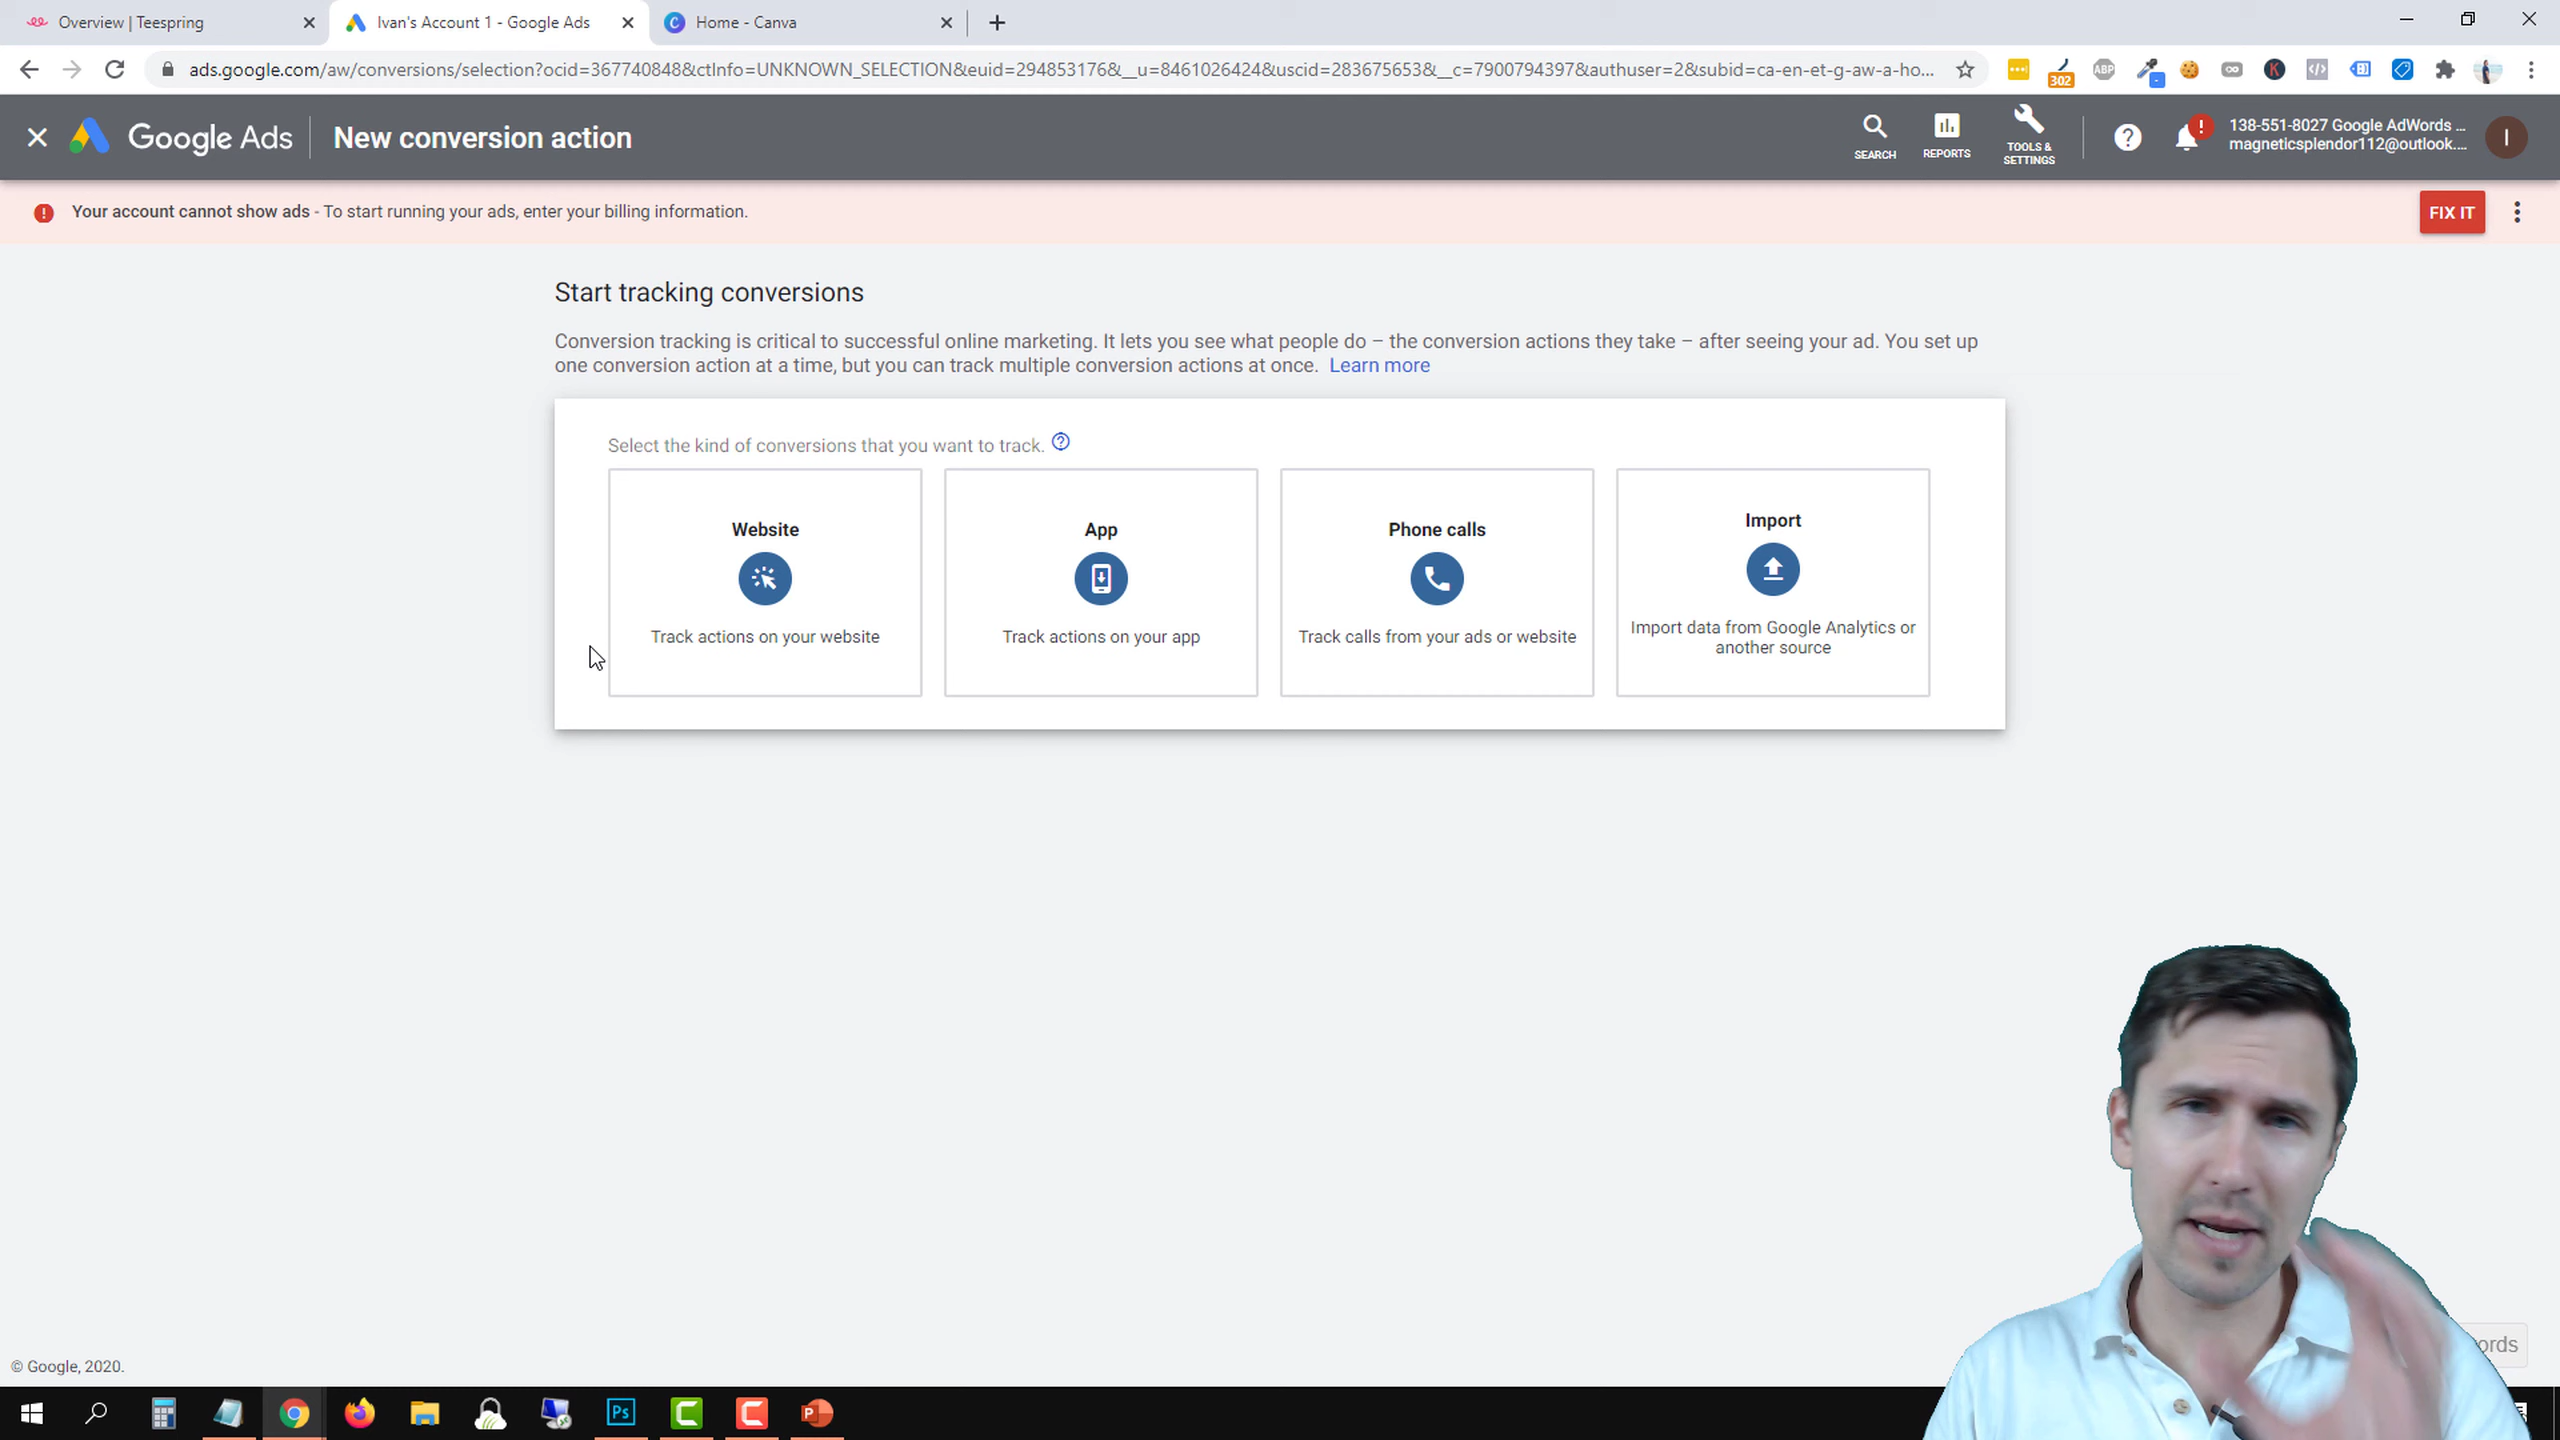 Overview | Teespring
Ivan's Account 1 - Google Ads
Home - Canva
ads.google.com/aw/conversions/selection?ocid=367740848&ctInfo=UNKNOWN_SELECTION&euid=294853176&__u=8461026424&uscid=283675653&__c=7900794397&authuser=2&subid=ca-en-et-g-aw-a-ho...
302
ABP
Google Ads
New conversion action
SEARCH
REPORTS
TOOLS &
SETTINGS
138-551-8027 Google AdWords ...
magneticsplendor112@outlook....
I
Your account cannot show ads - To start running your ads, enter your billing information.
FIX IT
Start tracking conversions
Conversion tracking is critical to successful online marketing. It lets you see what people do – the conversion actions they take – after seeing your ad. You set up
one conversion action at a time, but you can track multiple conversion actions at once. Learn more
Select the kind of conversions that you want to track.
Website
Track actions on your website
App
Track actions on your app
Phone calls
Track calls from your ads or website
Import
Import data from Google Analytics or
another source
© Google, 2020.
Ps